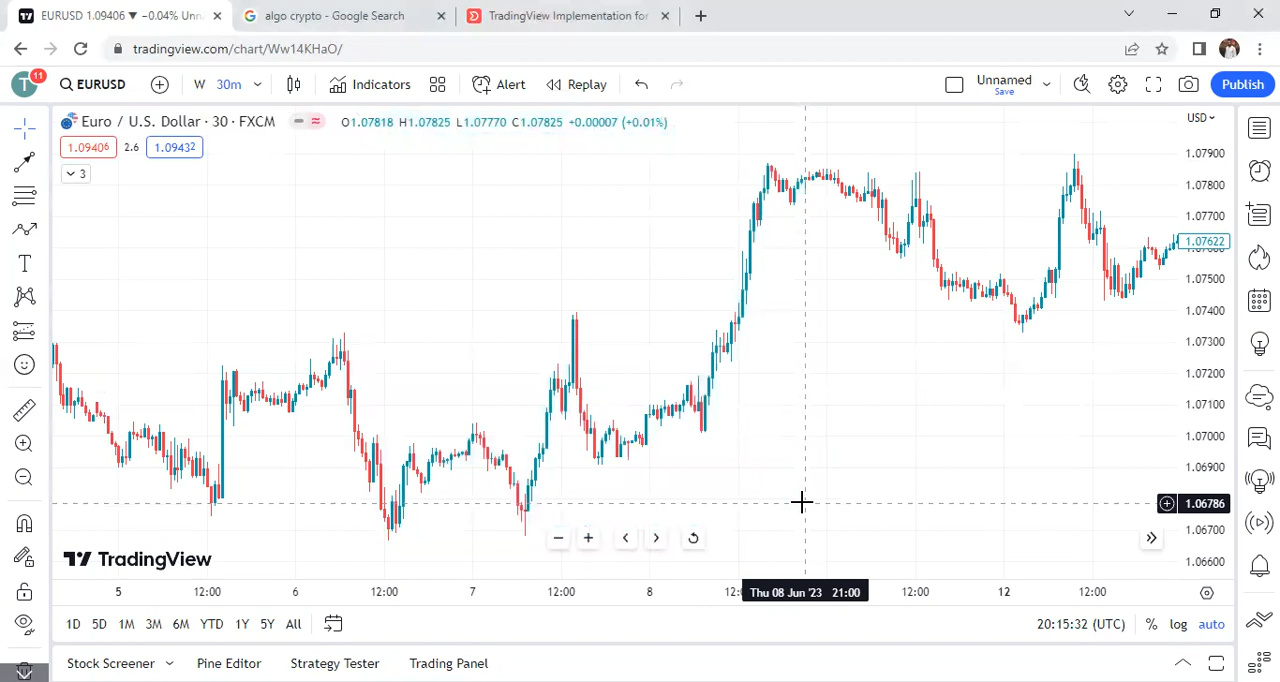 EURUSD 1.09406 ▼ −0.04% Unna
algo crypto - Google Search
TradingView Implementation for
tradingview.com/chart/Ww14KHaO/
T
11
EURUSD
W
30m
Indicators
Alert
Replay
Unnamed
Save
Publish
Euro / U.S. Dollar · 30 · FXCM
O1.07818 H1.07825 L1.07770 C1.07825 +0.00007 (+0.01%)
USD
1.09406
2.6
1.09432
3
1.07900
1.07800
1.07700
1.07622
1.07500
1.07400
1.07300
1.07200
1.07100
1.07000
1.06900
1.06786
1.06700
1.06600
TradingView
5
12:00
6
12:00
7
12:00
8
Thu 08 Jun '23 21:00
12:00
12
12:00
1D 5D 1M 3M 6M YTD 1Y 5Y All
20:15:32 (UTC) % log auto
Stock Screener
Pine Editor
Strategy Tester
Trading Panel